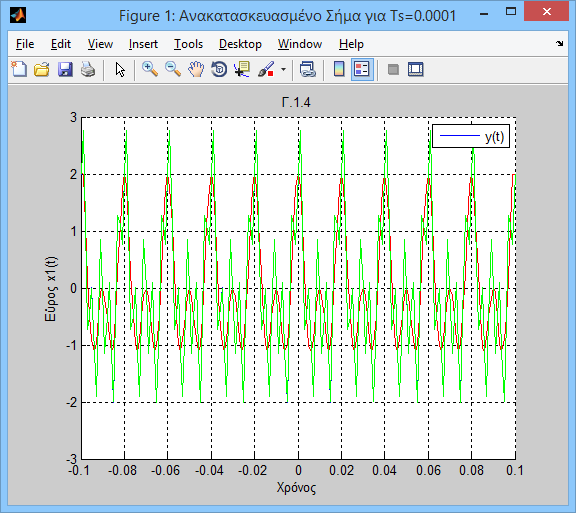 Figure 1: Ανακατασκευασμένο Σήμα για Ts=0.0001
File Edit View Insert Tools Desktop Window Help
Γ.1.4
y(t)
3
2
1
0
-1
-2
-3
Εύρος x1(t)
-0.1 -0.08 -0.06 -0.04 -0.02 0 0.02 0.04 0.06 0.08 0.1
Χρόνος